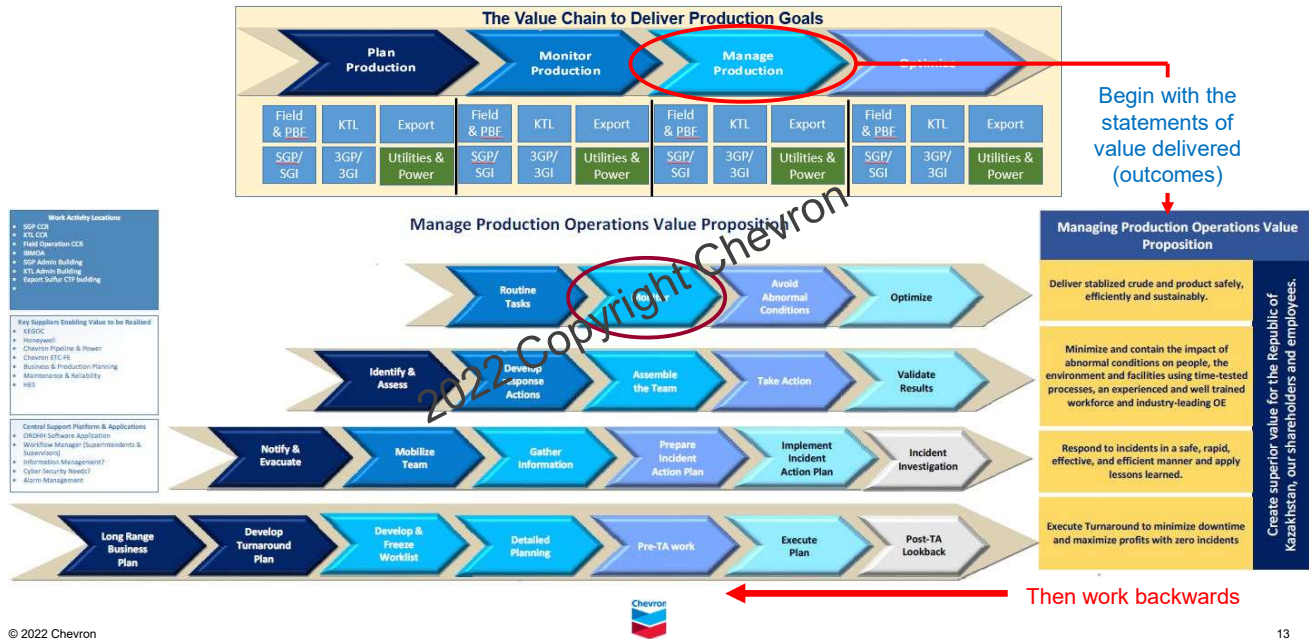 The Value Chain to Deliver Production Goals
Plan
Production
Monitor
Production
Manage
Production
Optimize
Field
& PBF
KTL
Export
SGP/
SGI
3GP/
3GI
Utilities &
Power
Field
& PBF
KTL
Export
SGP/
SGI
3GP/
3GI
Utilities &
Power
Field
& PBF
KTL
Export
SGP/
SGI
3GP/
3GI
Utilities &
Power
Field
& PBF
KTL
Export
SGP/
SGI
3GP/
3GI
Utilities &
Power
Begin with the
statements of
value delivered
(outcomes)
Work Activity Locations
SGP CCR
KTL CCR
Field Operation CCR
IBMOA
SGP Admin Building
KTL Admin Building
Export Sulfur CTF building
Key Suppliers Enabling Value to be Realized
KEGOC
Honeywell
Chevron Pipeline & Power
Chevron ETC-FE
Business & Production Planning
Maintenance & Reliability
HES
Central Support Platform & Applications
ORDHH Software Application
Workflow Manager (Superintendents &
Supervisors)
Information Management?
Cyber Security Needs?
Alarm Management
Manage Production Operations Value Proposition
Routine
Tasks
Monitor
Avoid
Abnormal
Conditions
Optimize
Identify &
Assess
Develop
Response
Actions
Assemble
the Team
Take Action
Validate
Results
Notify &
Evacuate
Mobilize
Team
Gather
Information
Prepare
Incident
Action Plan
Implement
Incident
Action Plan
Incident
Investigation
Long Range
Business
Plan
Develop
Turnaround
Plan
Develop &
Freeze
Worklist
Detailed
Planning
Pre-TA work
Execute
Plan
Post-TA
Lookback
2022 Copyright Chevron
Managing Production Operations Value
Proposition
Deliver stablized crude and product safely,
efficiently and sustainably.
Minimize and contain the impact of
abnormal conditions on people, the
environment and facilities using time-tested
processes, an experienced and well trained
workforce and industry-leading OE
Respond to incidents in a safe, rapid,
effective, and efficient manner and apply
lessons learned.
Execute Turnaround to minimize downtime
and maximize profits with zero incidents
Create superior value for the Republic of
Kazakhstan, our shareholders and employees.
Then work backwards
Chevron
© 2022 Chevron
13